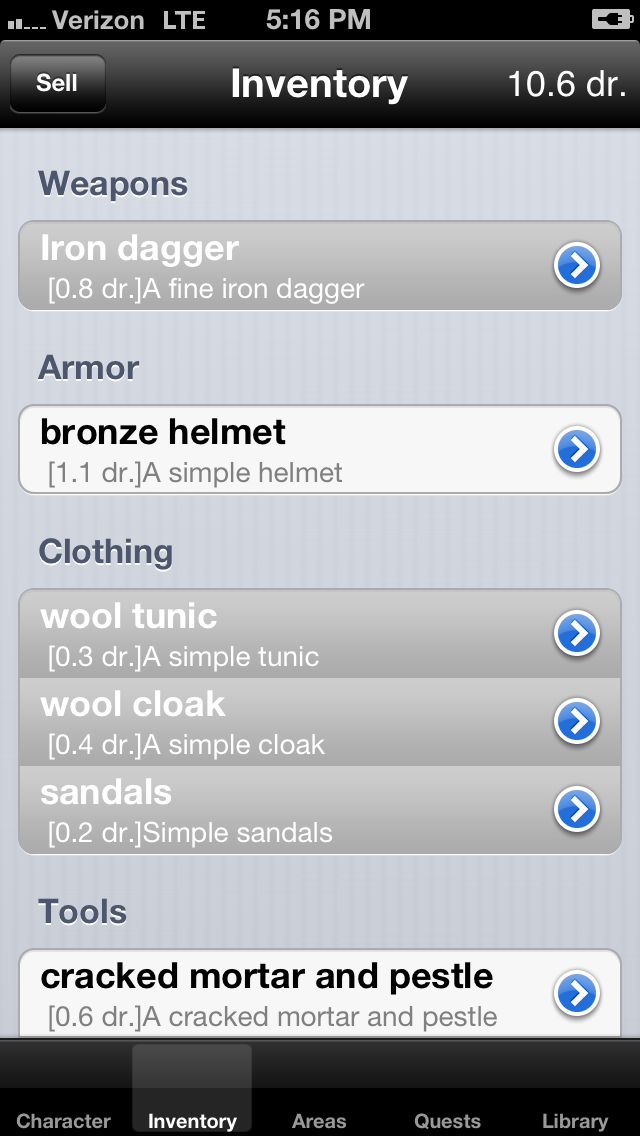 Verizon LTE 5:16 PM
Sell Inventory 10.6 dr.
Weapons
Iron dagger
[0.8 dr.]A fine iron dagger
Armor
bronze helmet
[1.1 dr.]A simple helmet
Clothing
wool tunic
[0.3 dr.]A simple tunic
wool cloak
[0.4 dr.]A simple cloak
sandals
[0.2 dr.]Simple sandals
Tools
cracked mortar and pestle
[0.6 dr.]A cracked mortar and pestle
Character Inventory Areas Quests Library